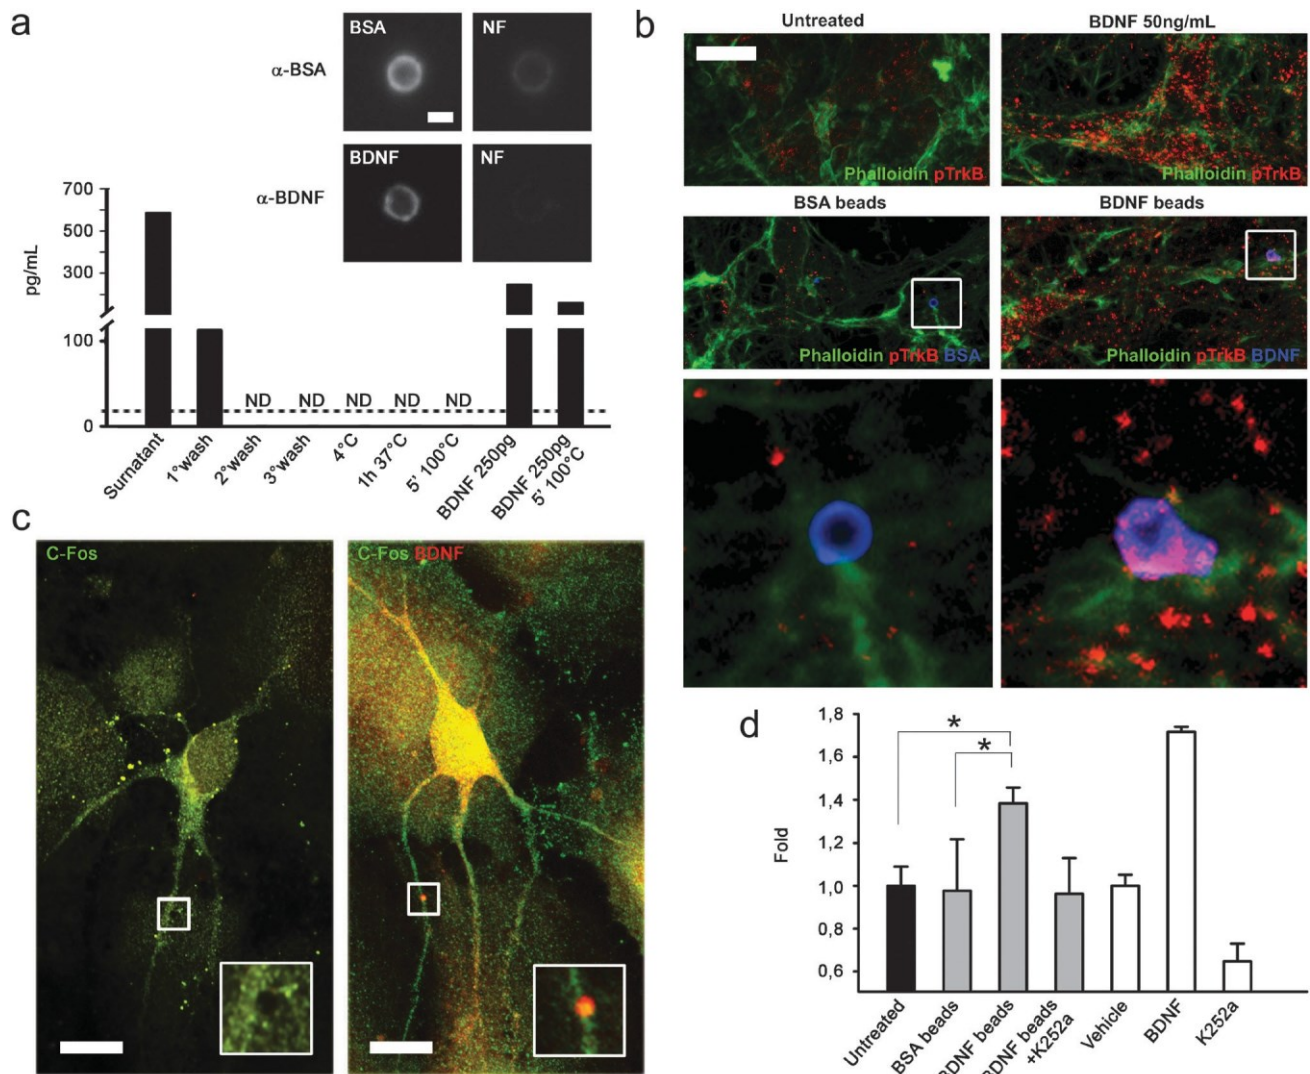 a
BSA
NF
α-BSA
BDNF
NF
α-BDNF
pg/mL
700
500
300
100
0
ND ND ND ND ND
Surnatant
1°wash
2°wash
3°wash
4°C
1h 37°C
5' 100°C
BDNF 250pg
BDNF 250pg
5' 100°C
b
Untreated
BDNF 50ng/mL
Phalloidin pTrkB
Phalloidin pTrkB
BSA beads
BDNF beads
Phalloidin pTrkB BSA
Phalloidin pTrkB BDNF
c
C-Fos
C-Fos BDNF
d
Fold
1,8
1,6
1,4
1,2
1,0
0,8
0,6
*
*
Untreated
BSA beads
BDNF beads
BDNF beads
+K252a
Vehicle
BDNF
K252a